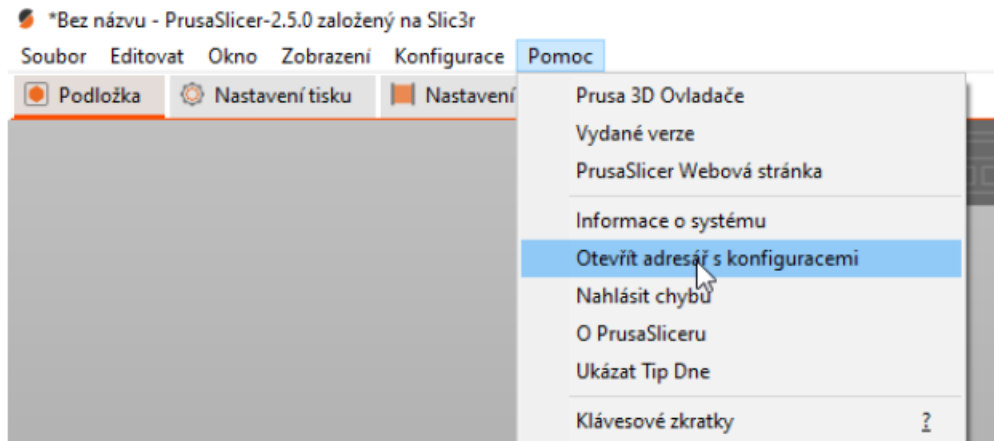 *Bez názvu - PrusaSlicer-2.5.0 založený na Slic3r
Soubor Editovat Okno Zobrazení Konfigurace Pomoc
Podložka Nastavení tisku Nastavení
Prusa 3D Ovladače
Vydané verze
PrusaSlicer Webová stránka
Informace o systému
Otevřít adresář s konfiguracemi
Nahlásit chybu
O PrusaSliceru
Ukázat Tip Dne
Klávesové zkratky ?